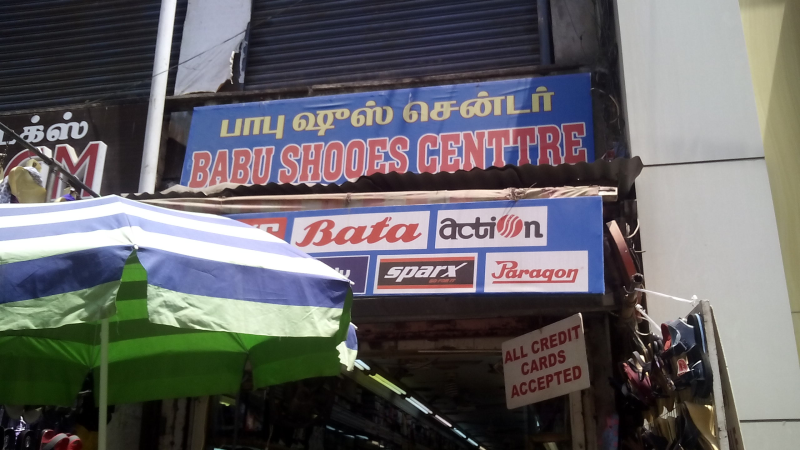 பாபு ஷூஸ் சென்டர்
BABU SHOOES CENTTRE
Bata action
sparx Paragon
ALL CREDIT
CARDS
ACCEPTED